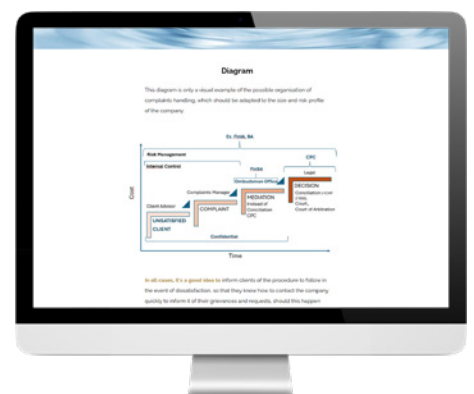 Diagram
This diagram is only a visual example of the possible organisation of
complaints handling, which should be adapted to the size and risk profile
of the company
Ex. FINMA, BA
Risk Management
CPC
Internal Control
FINSA
Legal
Ombudsman Office
DECISION
Complaints Manager
MEDIATION
Conciliation
Instead of
Court,
Client Advisor
COMPLAINT
Conciliation
Court of Arbitration
CPC
UNSATISFIED
CLIENT
Cost
Confidential
Time
In all cases, it's a good idea to inform clients of the procedure to follow in
the event of dissatisfaction, so that they know how to contact the company
quickly to inform it of their grievances and requests, should this happen